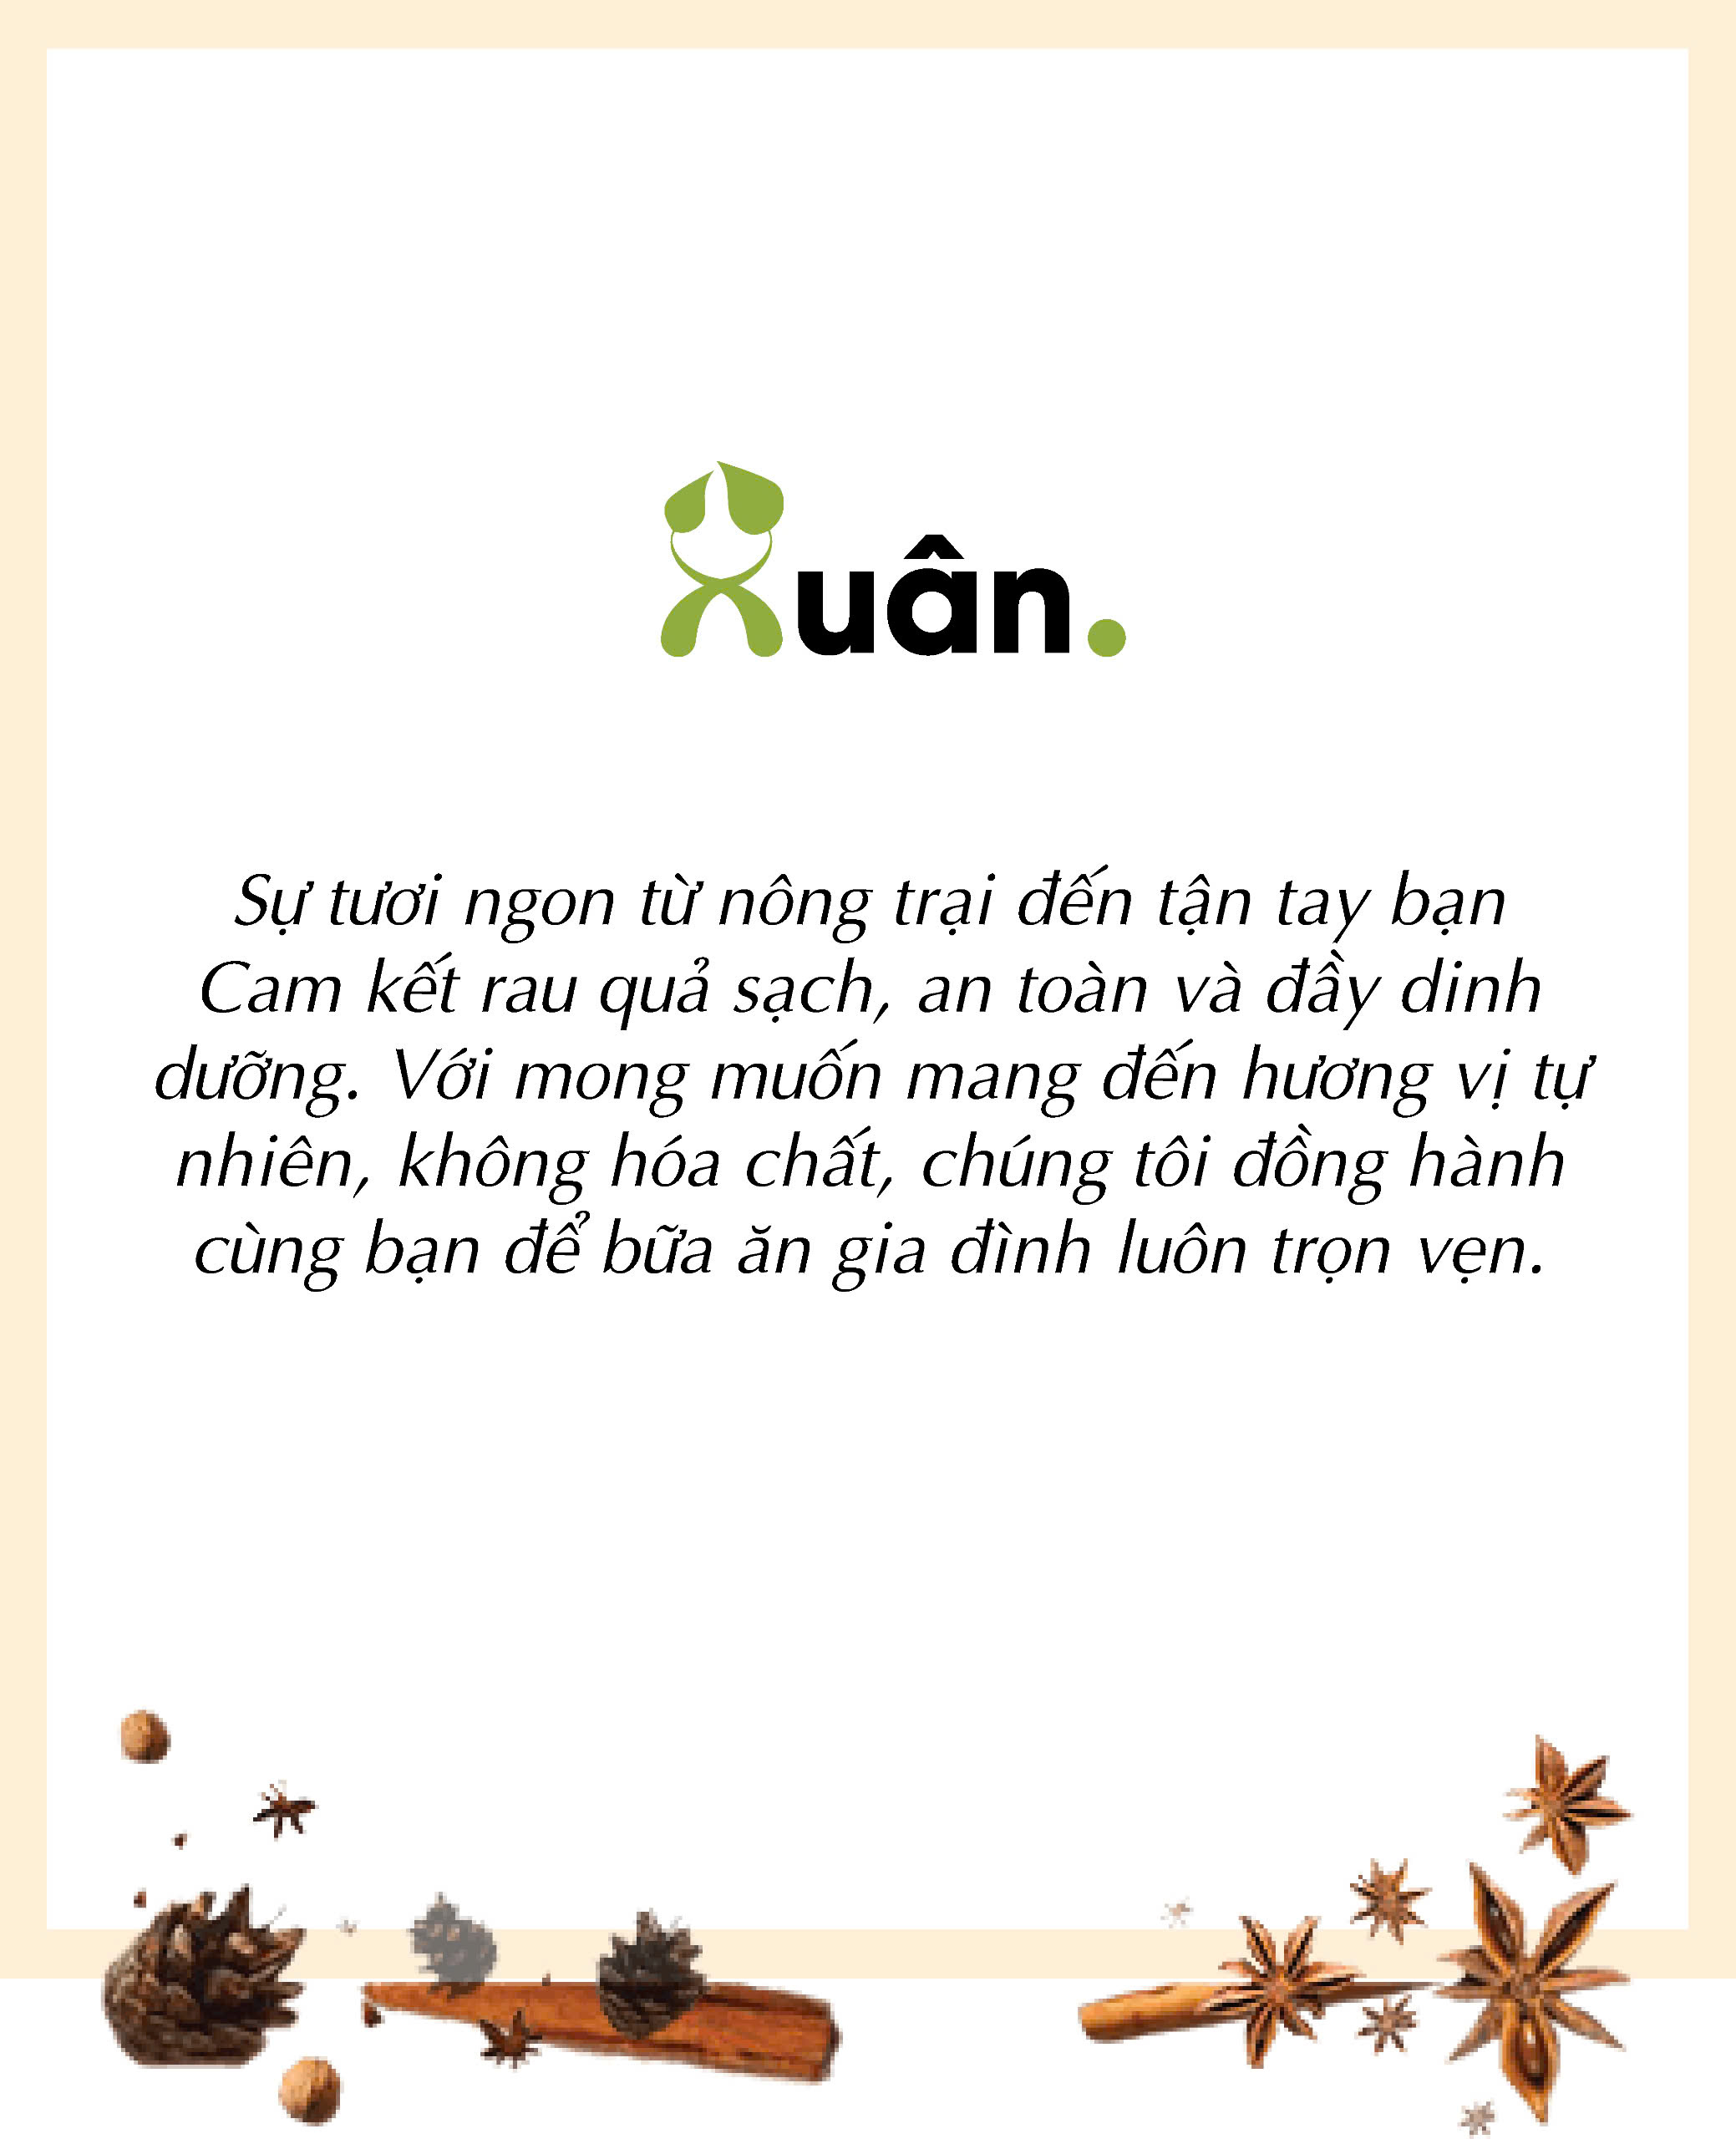 Xuân.
Sự tươi ngon từ nông trại đến tận tay bạn
Cam kết rau quả sạch, an toàn và đầy dinh
dưỡng. Với mong muốn mang đến hương vị tự
nhiên, không hóa chất, chúng tôi đồng hành
cùng bạn để bữa ăn gia đình luôn trọn vẹn.